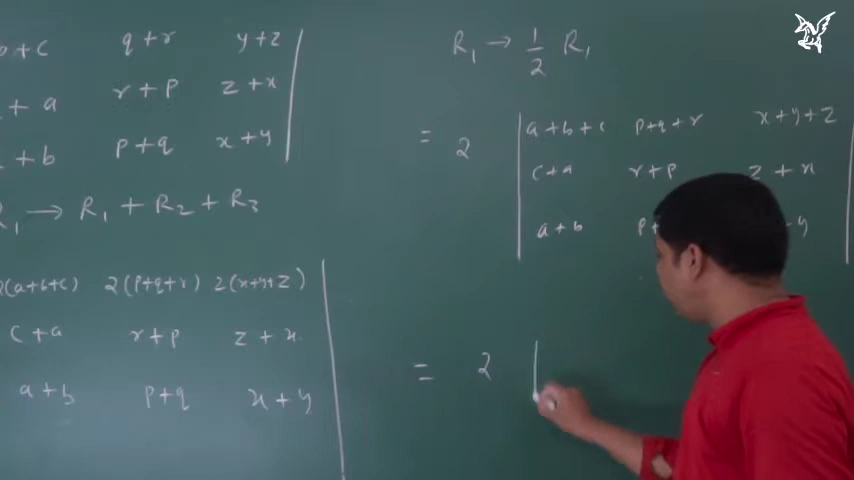 b + c q + r y + z
+ a r + p z + x
+ b p + q x + y
R₁ → R₁ + R₂ + R₃
2(a+b+c) 2(p+q+r) 2(x+y+z)
c + a r + p z + x
a + b p + q x + y
R₁ → 1/2 R₁
= 2 a+b+c p+q+r x+y+z
c+a r+p z + x
a+b p+ y
= 2